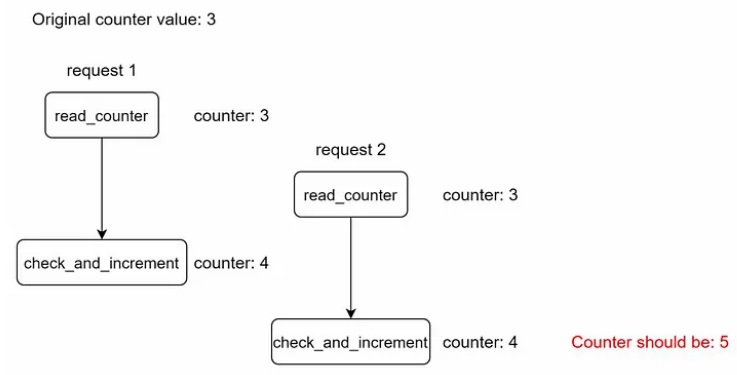 Original counter value: 3
request 1
read_counter
counter: 3
request 2
read_counter
counter: 3
check_and_increment
counter: 4
check_and_increment
counter: 4
Counter should be: 5